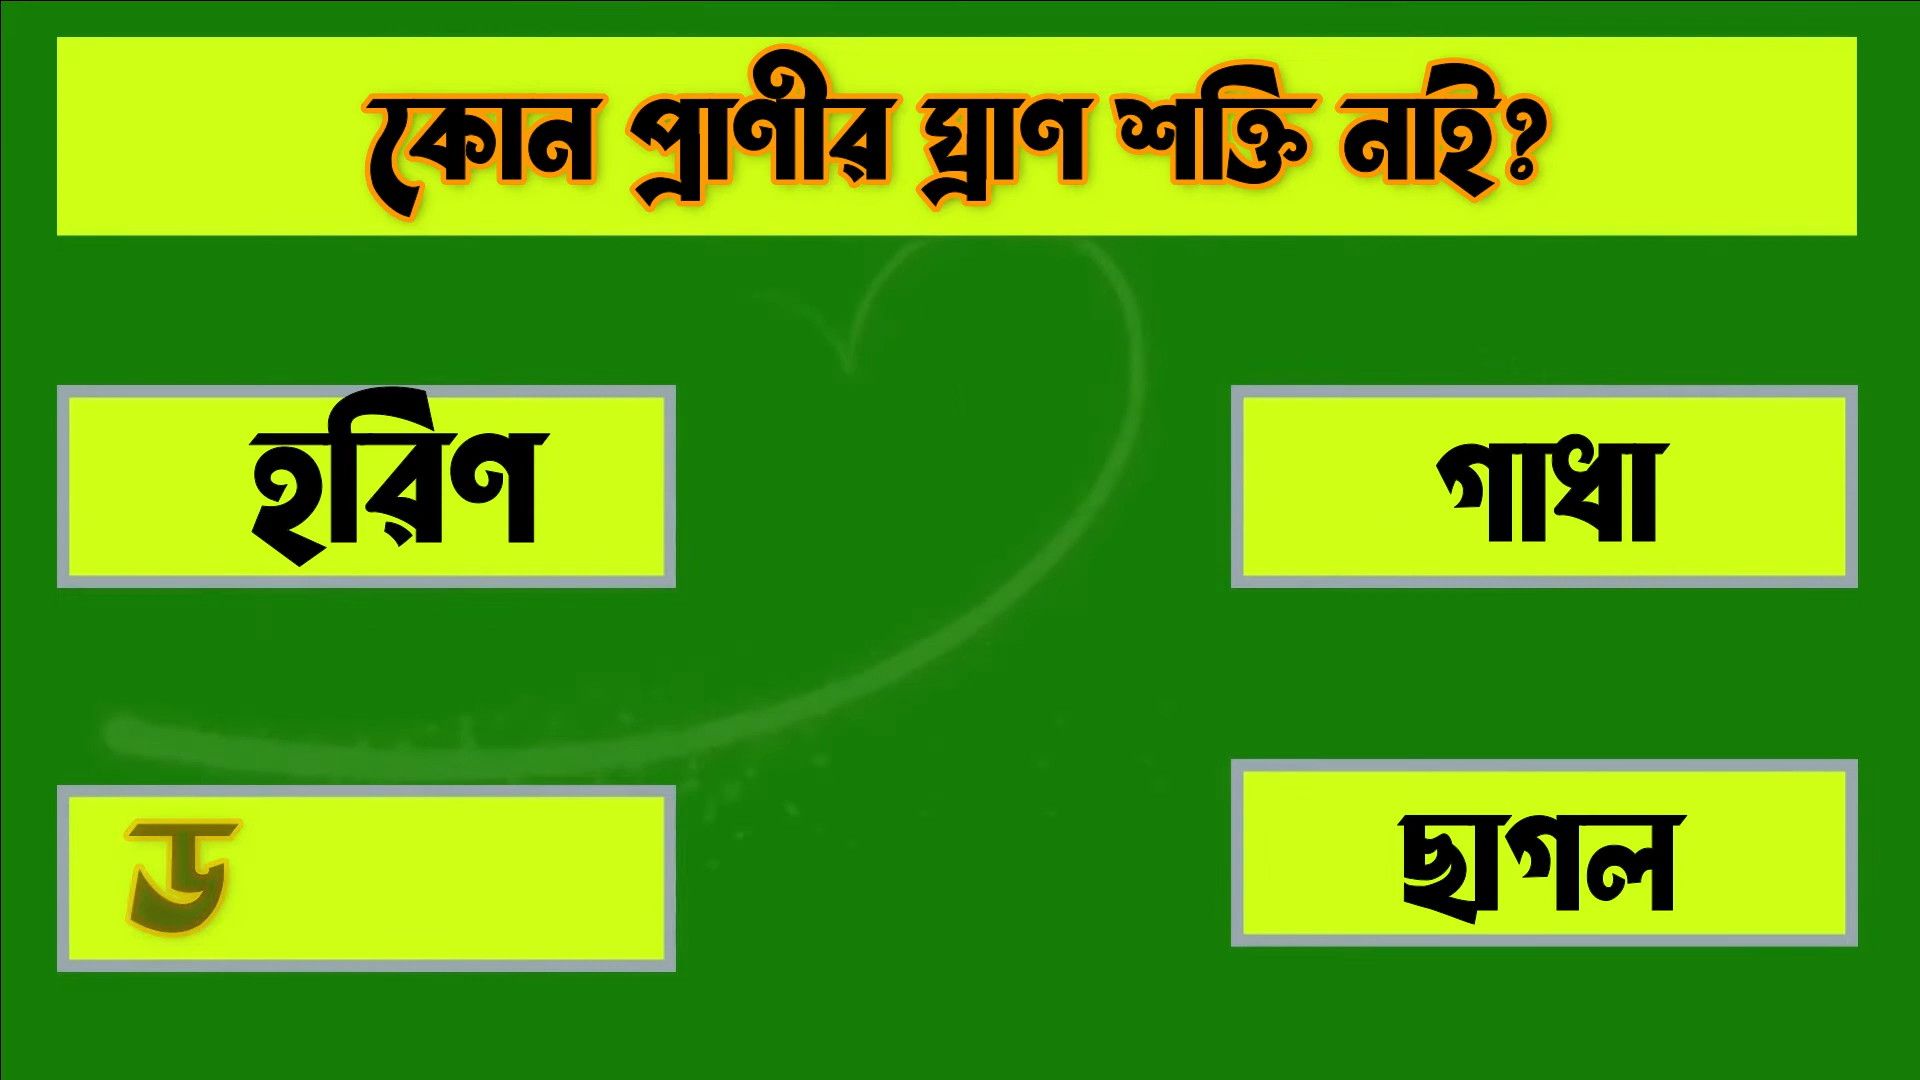 কোন প্রাণীর ঘ্রাণ শক্তি নাই?
হরিণ
গাধা
ড
ছাগল